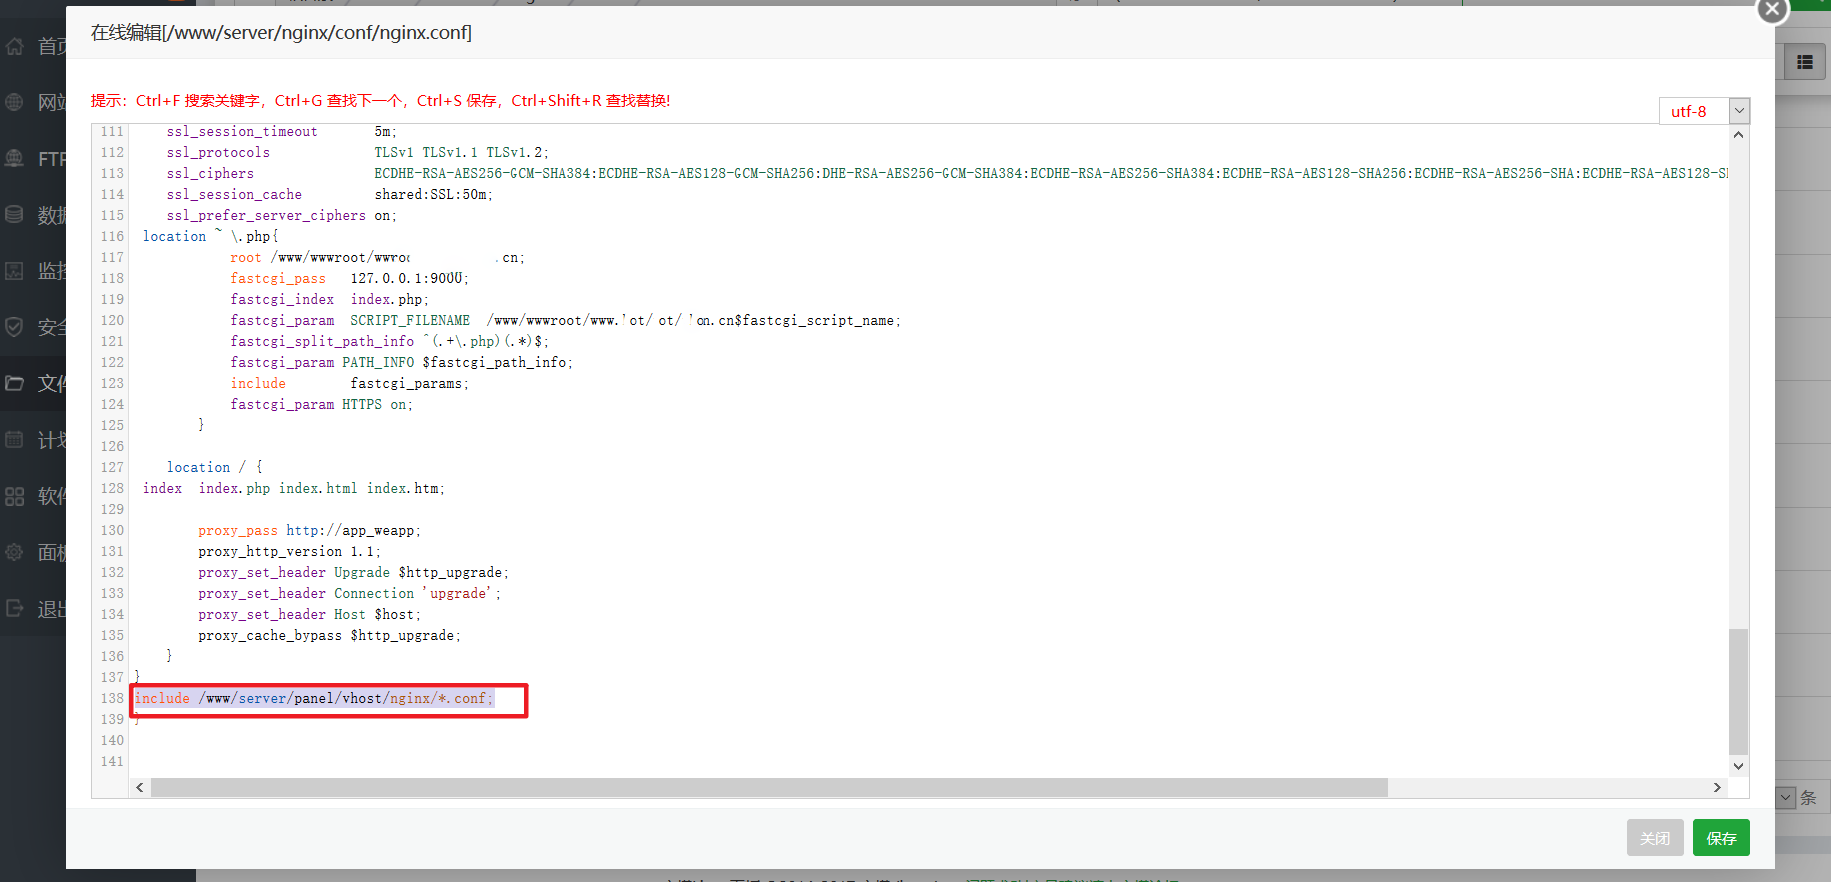 在线编辑[/www/server/nginx/conf/nginx.conf]
提示：Ctrl+F 搜索关键字，Ctrl+G 查找下一个，Ctrl+S 保存，Ctrl+Shift+R 查找替换!
utf-8
首页
网站
FTP
数据
监控
安全
文件
计划
软件
面板
退出
111 ssl_session_timeout 5m;
112 ssl_protocols TLSv1 TLSv1.1 TLSv1.2;
113 ssl_ciphers ECDHE-RSA-AES256-GCM-SHA384:ECDHE-RSA-AES128-GCM-SHA256:DHE-RSA-AES256-GCM-SHA384:ECDHE-RSA-AES256-SHA384:ECDHE-RSA-AES128-SHA256:ECDHE-RSA-AES256-SHA:ECDHE-RSA-AES128-S
114 ssl_session_cache shared:SSL:50m;
115 ssl_prefer_server_ciphers on;
116 location ~ \.php{
117 root /www/wwwroot/ .cn;
118 fastcgi_pass 127.0.0.1:9000;
119 fastcgi_index index.php;
120 fastcgi_param SCRIPT_FILENAME /www/wwwroot/www. .cn$fastcgi_script_name;
121 fastcgi_split_path_info ^(.+\.php)(.*)$;
122 fastcgi_param PATH_INFO $fastcgi_path_info;
123 include fastcgi_params;
124 fastcgi_param HTTPS on;
125 }
126
127 location / {
128 index index.php index.html index.htm;
129
130 proxy_pass http://app_weapp;
131 proxy_http_version 1.1;
132 proxy_set_header Upgrade $http_upgrade;
133 proxy_set_header Connection 'upgrade';
134 proxy_set_header Host $host;
135 proxy_cache_bypass $http_upgrade;
136 }
137 }
138 include /www/server/panel/vhost/nginx/*.conf;
139 }
140
141
条
关闭
保存